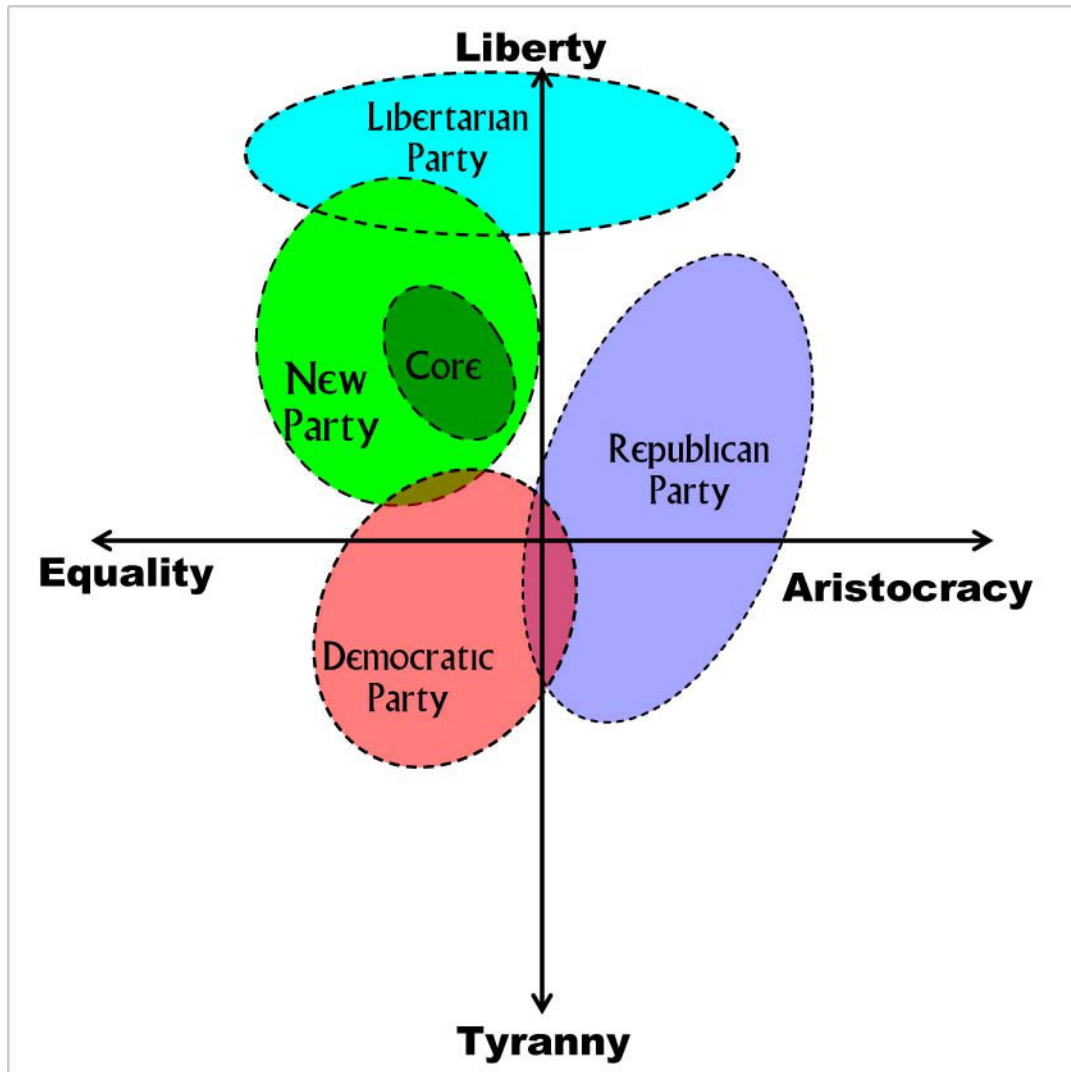 Liberty
Libertarian
Party
Core
New
Party
Republican
Party
Equality
Aristocracy
Democratic
Party
Tyranny